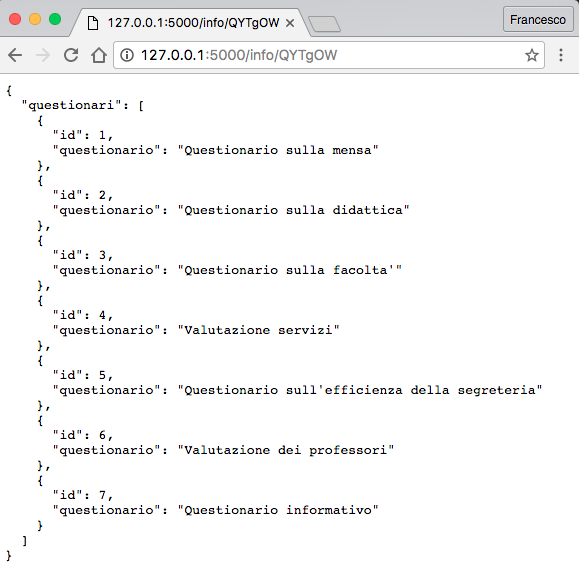 127.0.0.1:5000/info/QYTgOW
Francesco
127.0.0.1:5000/info/QYTgOW
{
  "questionari": [
    {
      "id": 1,
      "questionario": "Questionario sulla mensa"
    },
    {
      "id": 2,
      "questionario": "Questionario sulla didattica"
    },
    {
      "id": 3,
      "questionario": "Questionario sulla facolta'"
    },
    {
      "id": 4,
      "questionario": "Valutazione servizi"
    },
    {
      "id": 5,
      "questionario": "Questionario sull'efficienza della segreteria"
    },
    {
      "id": 6,
      "questionario": "Valutazione dei professori"
    },
    {
      "id": 7,
      "questionario": "Questionario informativo"
    }
  ]
}